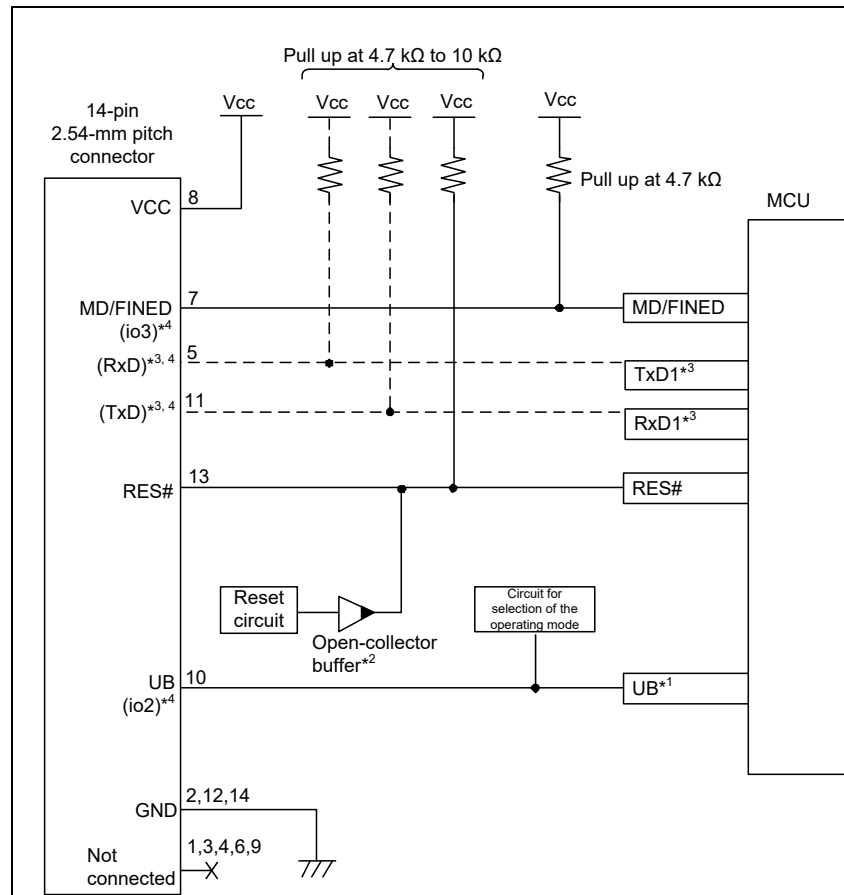 Pull up at 4.7 kΩ to 10 kΩ
14-pin
2.54-mm pitch
connector
Vcc
Vcc
Vcc
Vcc
Vcc
Pull up at 4.7 kΩ
MCU
VCC
8
MD/FINED
(io3)*4
7
MD/FINED
(RxD)*3, 4
5
TxD1*3
(TxD)*3, 4
11
RxD1*3
RES#
13
RES#
Reset
circuit
Open-collector
buffer*2
Circuit for
selection of the
operating mode
UB
(io2)*4
10
UB*1
GND
2,12,14
Not
connected
1,3,4,6,9